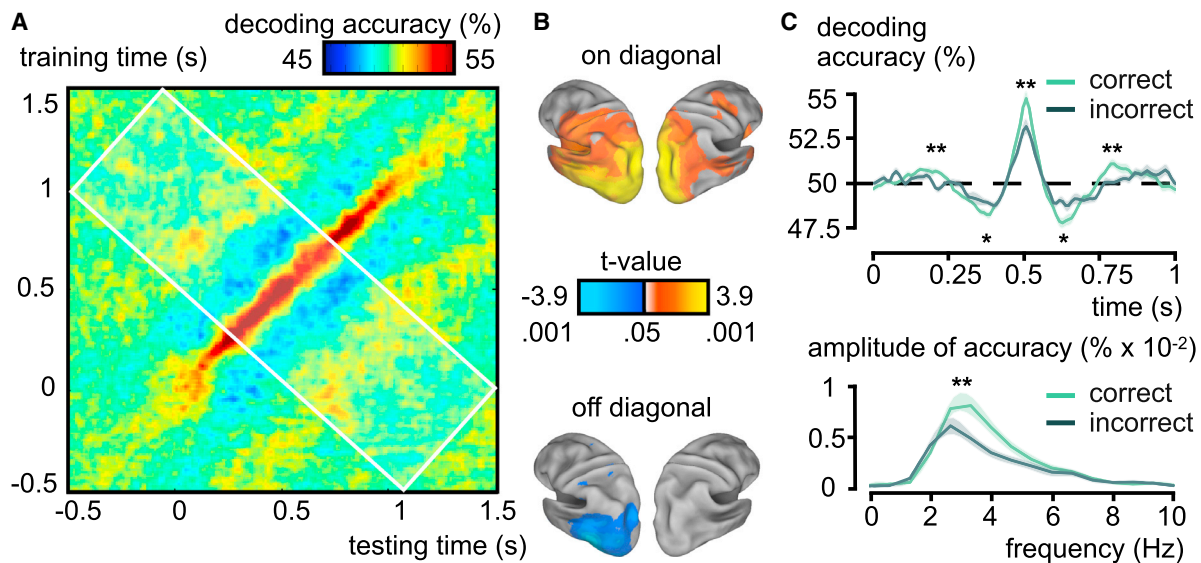 A
decoding accuracy (%)
training time (s)
45
55
1.5
1
0.5
0
-0.5
-0.5
0
0.5
1
1.5
testing time (s)
B
on diagonal
t-value
-3.9
3.9
.001
.05
.001
off diagonal
C
decoding
accuracy (%)
correct
incorrect
55
52.5
50
47.5
**
**
**
*
*
0
0.25
0.5
0.75
1
time (s)
amplitude of accuracy (% x 10-2)
correct
incorrect
**
1
0.5
0
0
2
4
6
8
10
frequency (Hz)